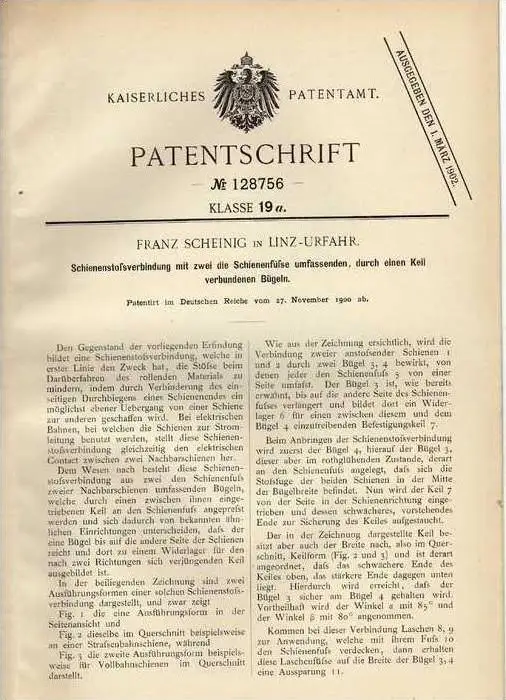 KAISERLICHES PATENTAMT.
AUSGEGEBEN DEN 1. MÄRZ 1902.
PATENTSCHRIFT
— № 128756 —
KLASSE 19a.
FRANZ SCHEINIG IN LINZ-URFAHR.
Schienenstofsverbindung mit zwei die Schienenfüfse umfassenden, durch einen Keil
verbundenen Bügeln.
Patentirt im Deutschen Reiche vom 27. November 1900 ab.
Den Gegenstand der vorliegenden Erfindung
bildet eine Schienenstofsverbindung, welche in
erster Linie den Zweck hat, die Stöfse beim
Darüberfahren des rollenden Materials zu
mindern, indem durch Verhinderung des ein-
seitigen Durchbiegens eines Schienenendes ein
möglichst ebener Uebergang von einer Schiene
zur anderen geschaffen wird. Bei elektrischen
Bahnen, bei welchen die Schienen zur Strom-
leitung benutzt werden, stellt diese Schienen-
stofsverbindung gleichzeitig den elektrischen
Contact zwischen zwei Nachbarschienen her.
Dem Wesen nach besteht diese Schienen-
stofsverbindung aus zwei den Schienenfufs
zweier Nachbarschienen umfassenden Bügeln,
welche durch einen zwischen ihnen einge-
triebenen Keil an den Schienenfufs angepre​fst
werden und sich dadurch von bekannten ähn-
lichen Einrichtungen unterscheiden, dafs der
eine Bügel bis auf die andere Seite der Schienen
reicht und dort zu einem Widerlager für den
nach zwei Richtungen sich verjüngenden Keil
ausgebildet ist.
In der beiliegenden Zeichnung sind zwei
Ausführungsformen einer solchen Schienenstofs-
verbindung dargestellt, und zwar zeigt
Fig. 1 die eine Ausführungsform in der
Seitenansicht und
Fig. 2 dieselbe im Querschnitt beispielsweise
an einer Strafsenbahnschiene, während
Fig. 3 die zweite Ausführungsform beispiels-
weise für Vollbahnschienen im Querschnitt
darstellt.
Wie aus der Zeichnung ersichtlich, wird die
Verbindung zweier anstofsender Schienen 1
und 2 durch zwei Bügel 3, 4 bewirkt, von
denen jeder den Schienenfufs 5 von einer
Seite umfafst. Der Bügel 3 ist, wie bereits
erwähnt, bis auf die andere Seite des Schienen-
fufses verlängert und bildet dort ein Wider-
lager 6 für einen zwischen diesem und dem
Bügel 4 einzutreibenden Befestigungskeil 7.
Beim Anbringen der Schienenstofsverbindung
wird zuerst der Bügel 4, hierauf der Bügel 3,
dieser aber im rothglühenden Zustande, derart
an den Schienenfufs angelegt, dafs sich die
Stofsfuge der beiden Schienen in der Mitte
der Bügelbreite befindet. Nun wird der Keil 7
von der Seite in der Schienenrichtung einge-
trieben und dessen schwächeres, vorstehendes
Ende zur Sicherung des Keiles aufgestaucht.
Der in der Zeichnung dargestellte Keil be-
sitzt aber auch der Breite nach, also im Quer-
schnitt, Keilform (Fig. 2 und 3) und ist derart
angeordnet, dafs das schwächere Ende des
Keiles oben, das stärkere Ende dagegen unten
liegt. Hierdurch wird erreicht, dafs der
Bügel 3 sicher am Bügel 4 gehalten wird.
Vortheilhaft wird der Winkel α mit 85° und
der Winkel β mit 80° angenommen.
Kommen bei dieser Verbindung Laschen 8, 9
zur Anwendung, welche mit ihrem Fufs 10
den Schienenfufs verdecken, dann erhalten
diese Laschenfüfse auf die Breite der Bügel 3, 4
eine Aussparung 11.